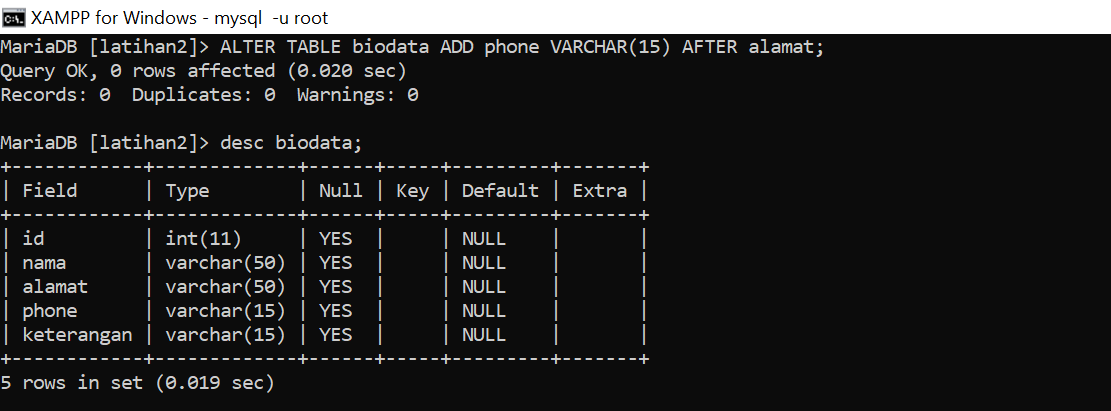 XAMPP for Windows - mysql  -u root
MariaDB [latihan2]> ALTER TABLE biodata ADD phone VARCHAR(15) AFTER alamat;
Query OK, 0 rows affected (0.020 sec)
Records: 0  Duplicates: 0  Warnings: 0

MariaDB [latihan2]> desc biodata;
+------------+-------------+------+-----+---------+-------+
| Field      | Type        | Null | Key | Default | Extra |
+------------+-------------+------+-----+---------+-------+
| id         | int(11)     | YES  |     | NULL    |       |
| nama       | varchar(50) | YES  |     | NULL    |       |
| alamat     | varchar(50) | YES  |     | NULL    |       |
| phone      | varchar(15) | YES  |     | NULL    |       |
| keterangan | varchar(15) | YES  |     | NULL    |       |
+------------+-------------+------+-----+---------+-------+
5 rows in set (0.019 sec)